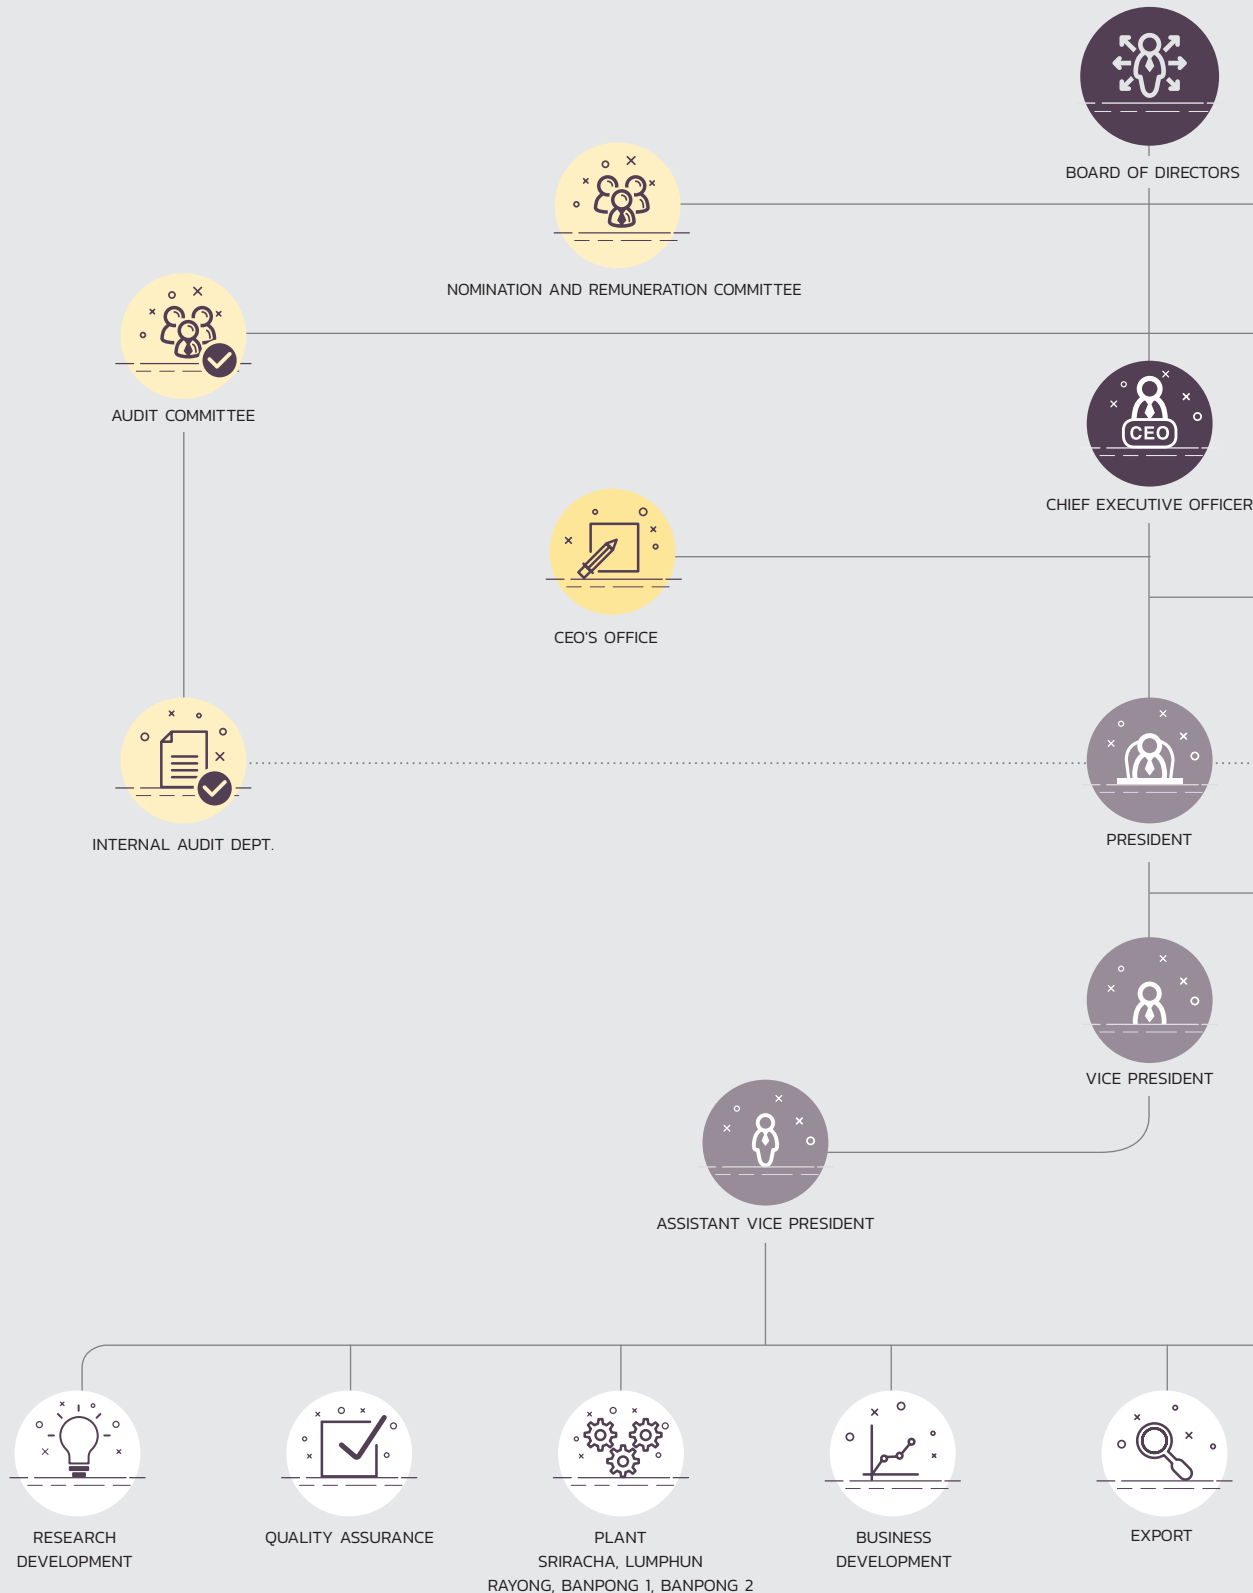 BOARD OF DIRECTORS
NOMINATION AND REMUNERATION COMMITTEE
AUDIT COMMITTEE
CEO
CHIEF EXECUTIVE OFFICER
CEO'S OFFICE
INTERNAL AUDIT DEPT.
PRESIDENT
VICE PRESIDENT
ASSISTANT VICE PRESIDENT
RESEARCH
DEVELOPMENT
QUALITY ASSURANCE
PLANT
SRIRACHA, LUMPHUN
RAYONG, BANPONG 1, BANPONG 2
BUSINESS
DEVELOPMENT
EXPORT